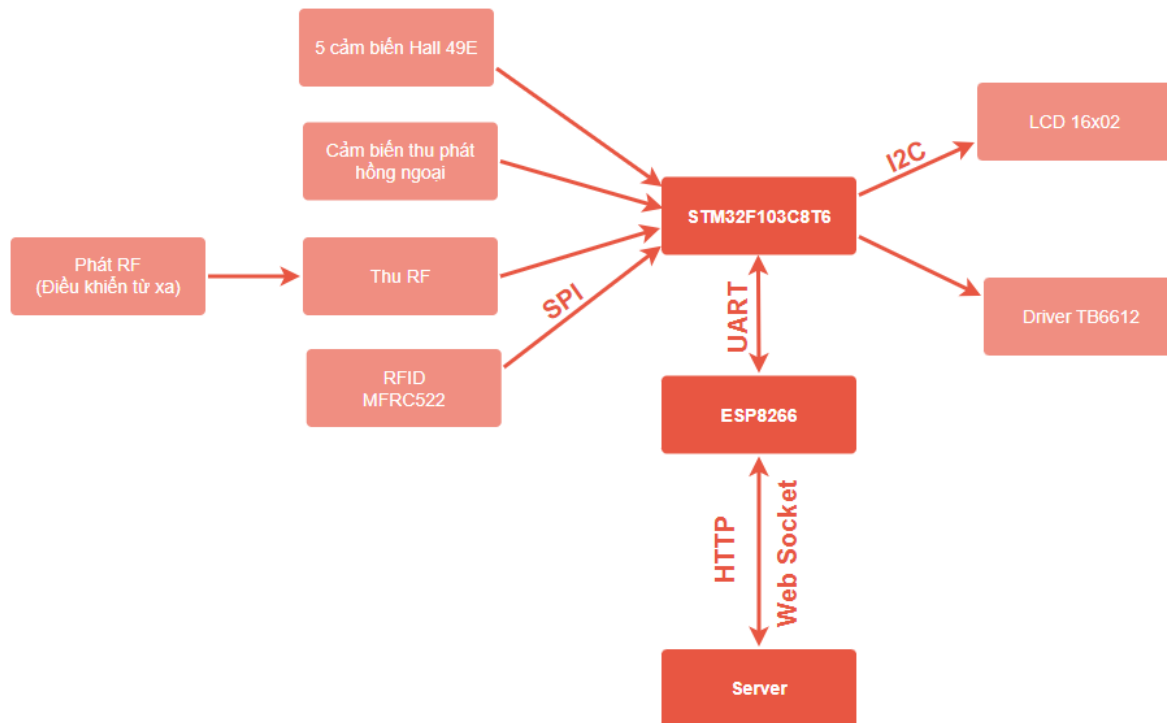 5 cảm biến Hall 49E
Cảm biến thu phát
hồng ngoại
Phát RF
(Điều khiển từ xa)
Thu RF
RFID
MFRC522
SPI
STM32F103C8T6
I2C
LCD 16x02
Driver TB6612
UART
ESP8266
HTTP
Web Socket
Server